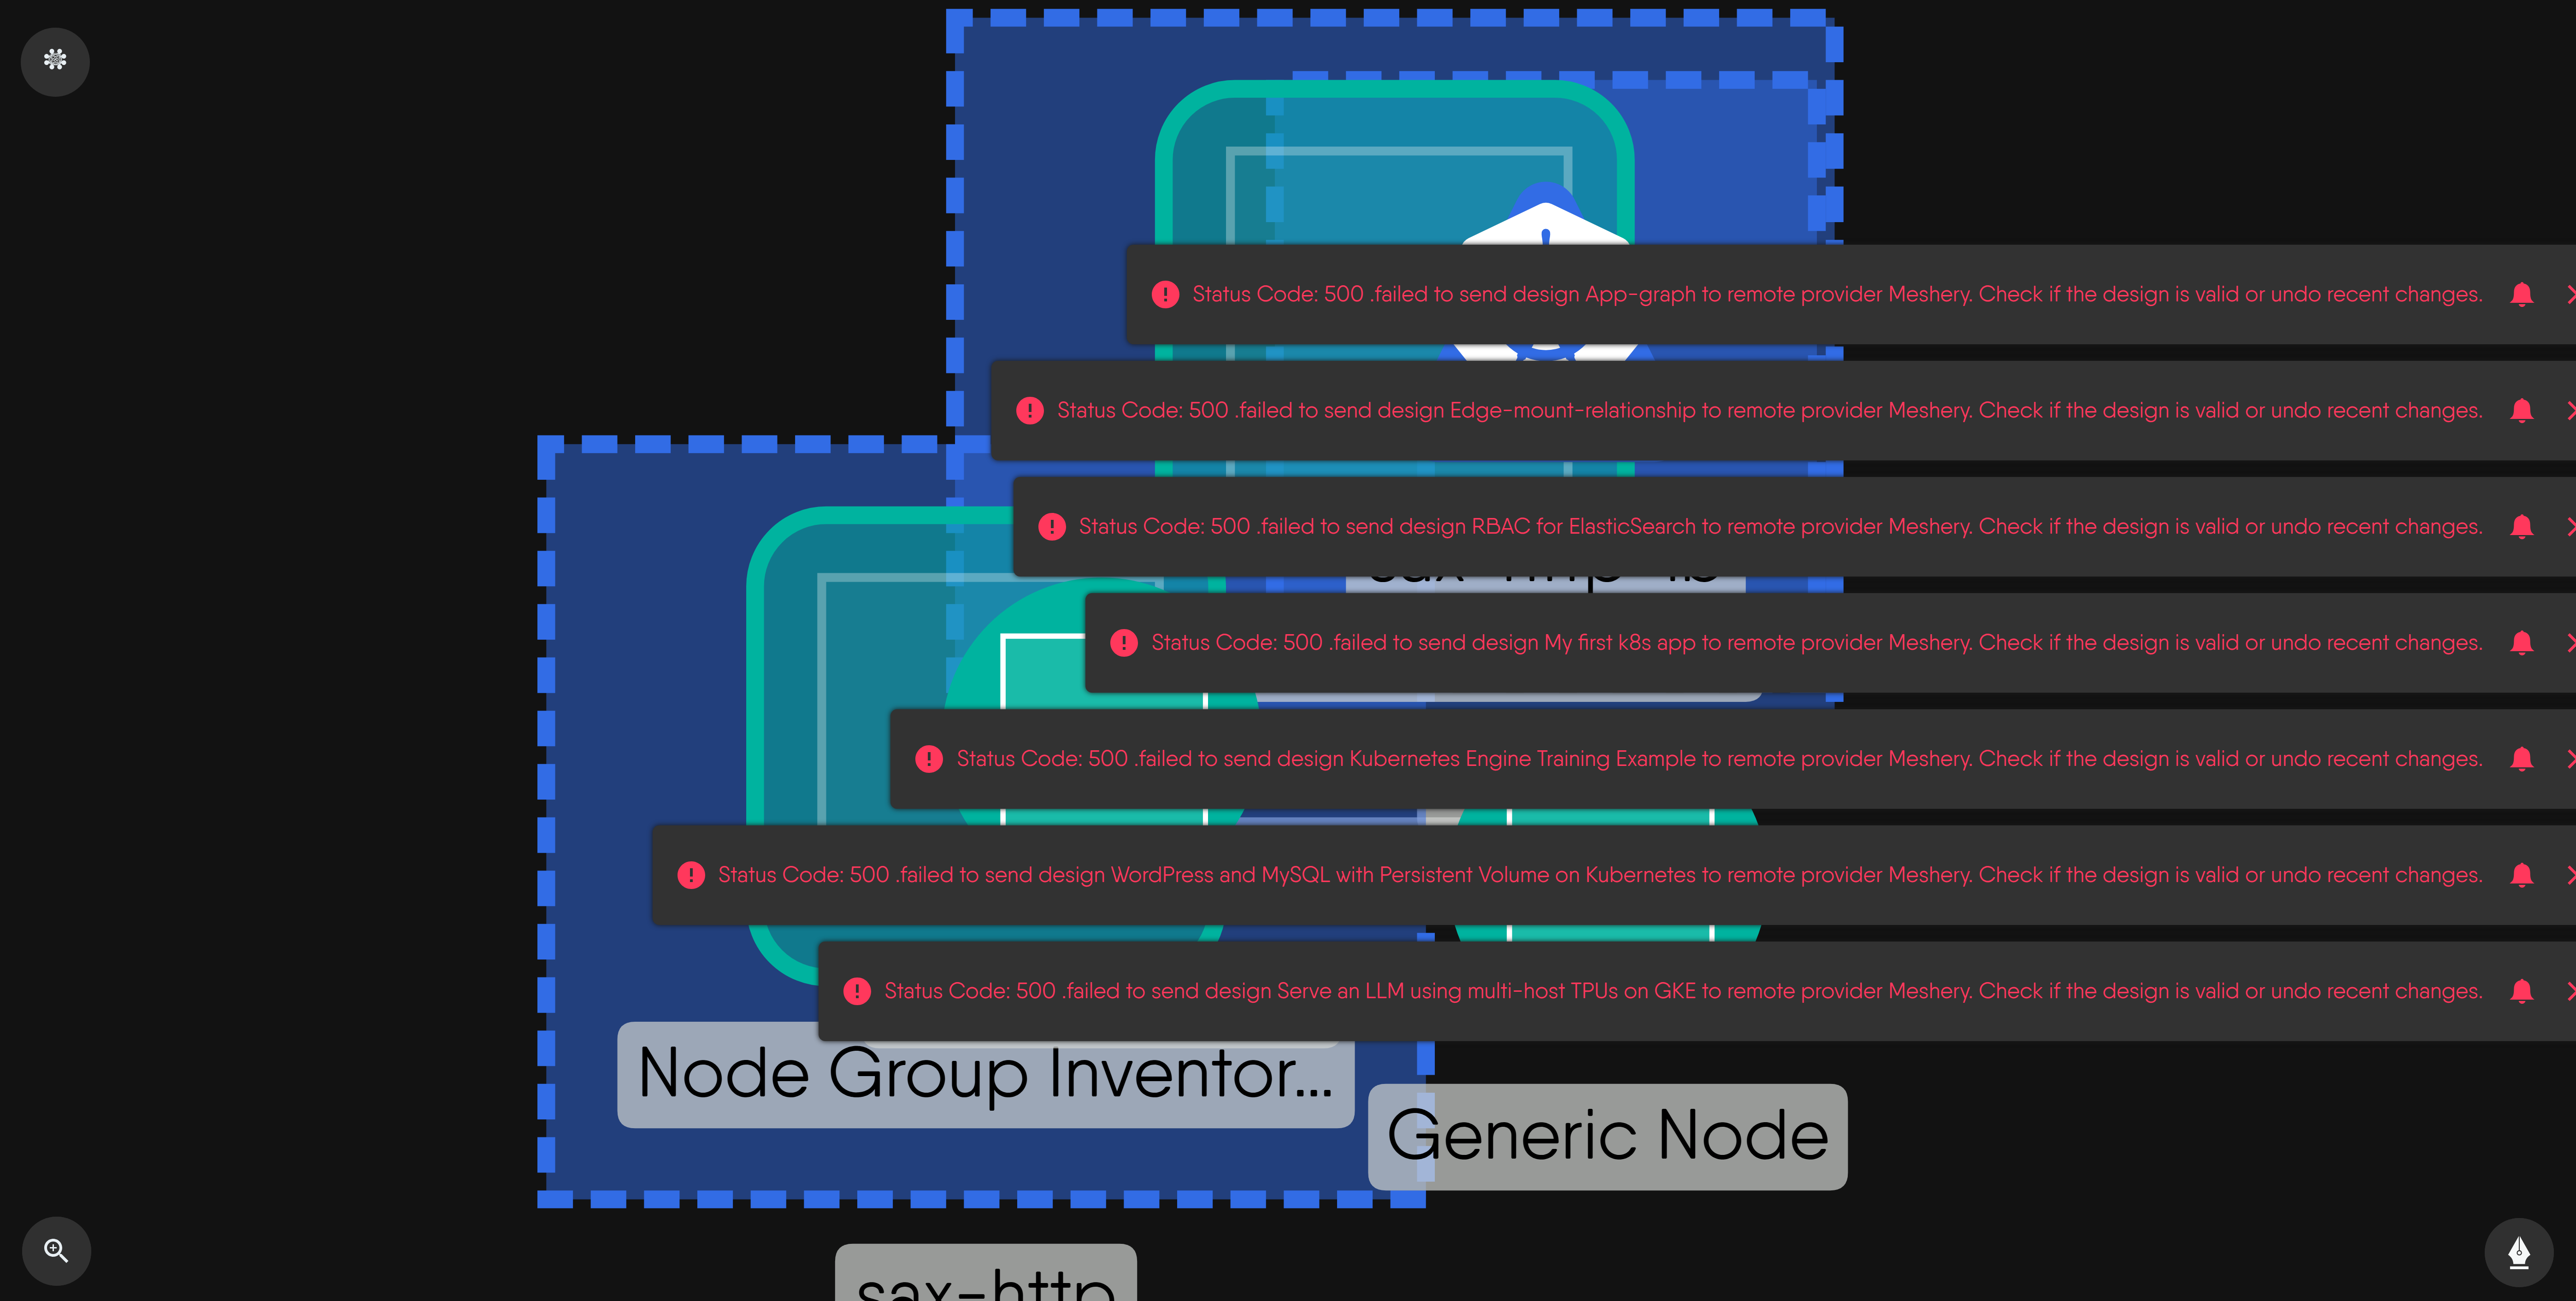 Status Code: 500 .failed to send design App-graph to remote provider Meshery. Check if the design is valid or undo recent changes.
Status Code: 500 .failed to send design Edge-mount-relationship to remote provider Meshery. Check if the design is valid or undo recent changes.
Status Code: 500 .failed to send design RBAC for ElasticSearch to remote provider Meshery. Check if the design is valid or undo recent changes.
Status Code: 500 .failed to send design My first k8s app to remote provider Meshery. Check if the design is valid or undo recent changes.
Status Code: 500 .failed to send design Kubernetes Engine Training Example to remote provider Meshery. Check if the design is valid or undo recent changes.
Status Code: 500 .failed to send design WordPress and MySQL with Persistent Volume on Kubernetes to remote provider Meshery. Check if the design is valid or undo recent changes.
Status Code: 500 .failed to send design Serve an LLM using multi-host TPUs on GKE to remote provider Meshery. Check if the design is valid or undo recent changes.
Node Group Inventor...
Generic Node
sax-http